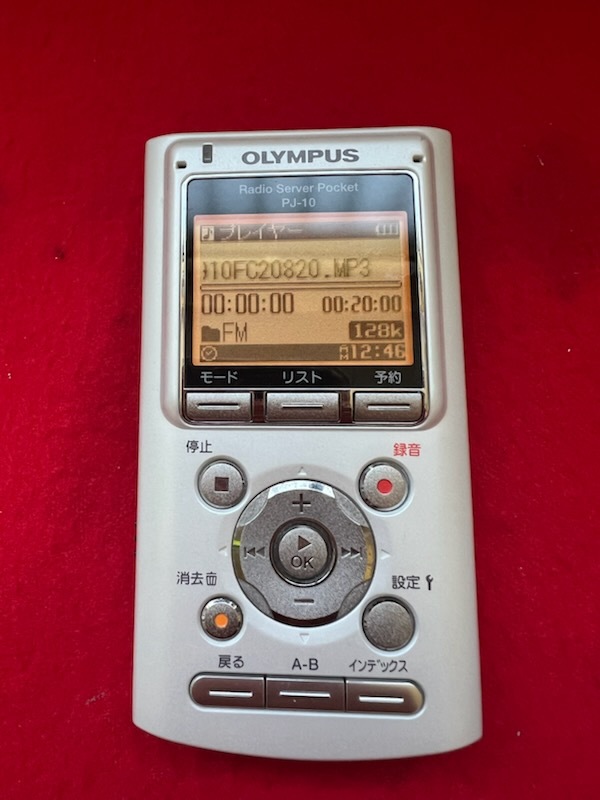 OLYMPUS
Radio Server Pocket
PJ-10
プレイヤー
10FC20820.MP3
00:00:00 00:20:00
FM 128k
AM 12:46
モード リスト 予約
停止 録音
+
OK
−
消去 設定
戻る A-B インデックス